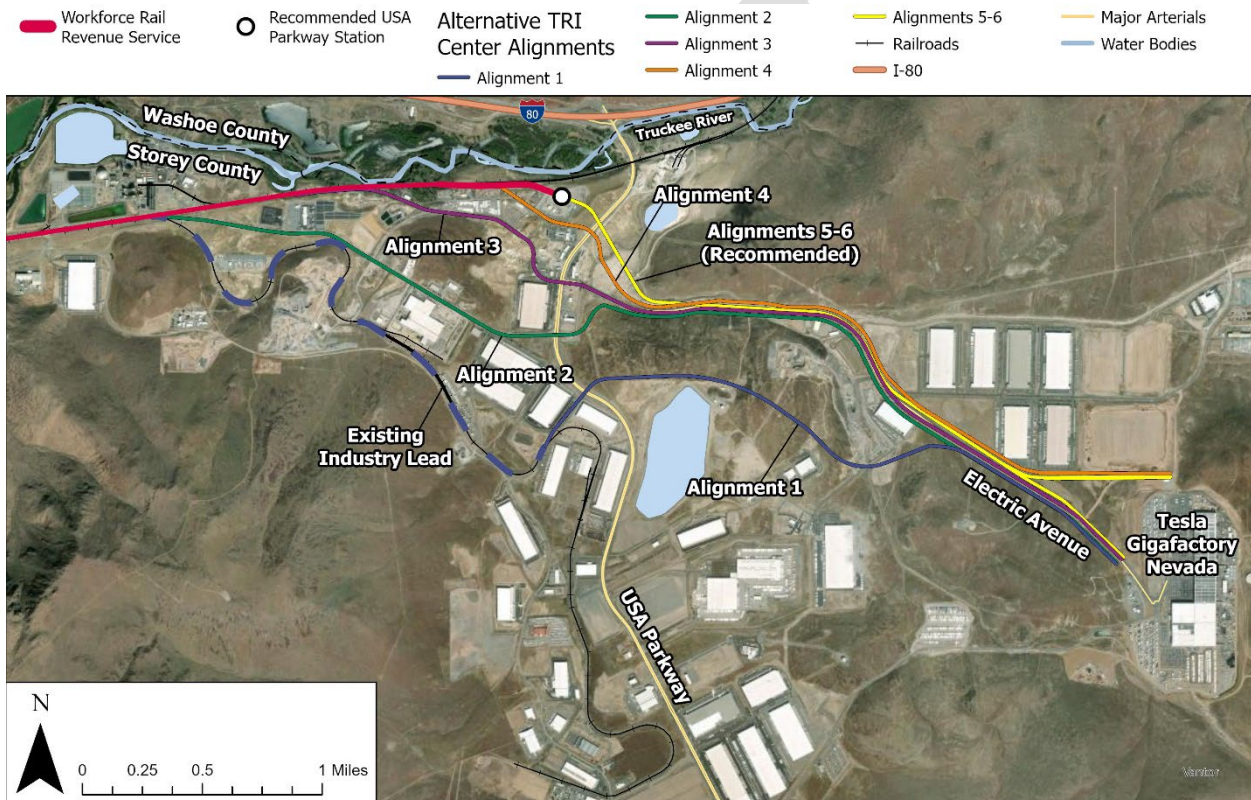 Workforce Rail
Revenue Service
Recommended USA
Parkway Station
Alternative TRI
Center Alignments
Alignment 1
Alignment 2
Alignment 3
Alignment 4
Alignments 5-6
Railroads
I-80
Major Arterials
Water Bodies
80
Washoe County
Storey County
Truckee River
Alignment 4
Alignment 3
Alignments 5-6
(Recommended)
Alignment 2
Existing
Industry Lead
Alignment 1
Electric Avenue
Tesla
Gigafactory
Nevada
USA Parkway
N
0 0.25 0.5 1 Miles
Vantor